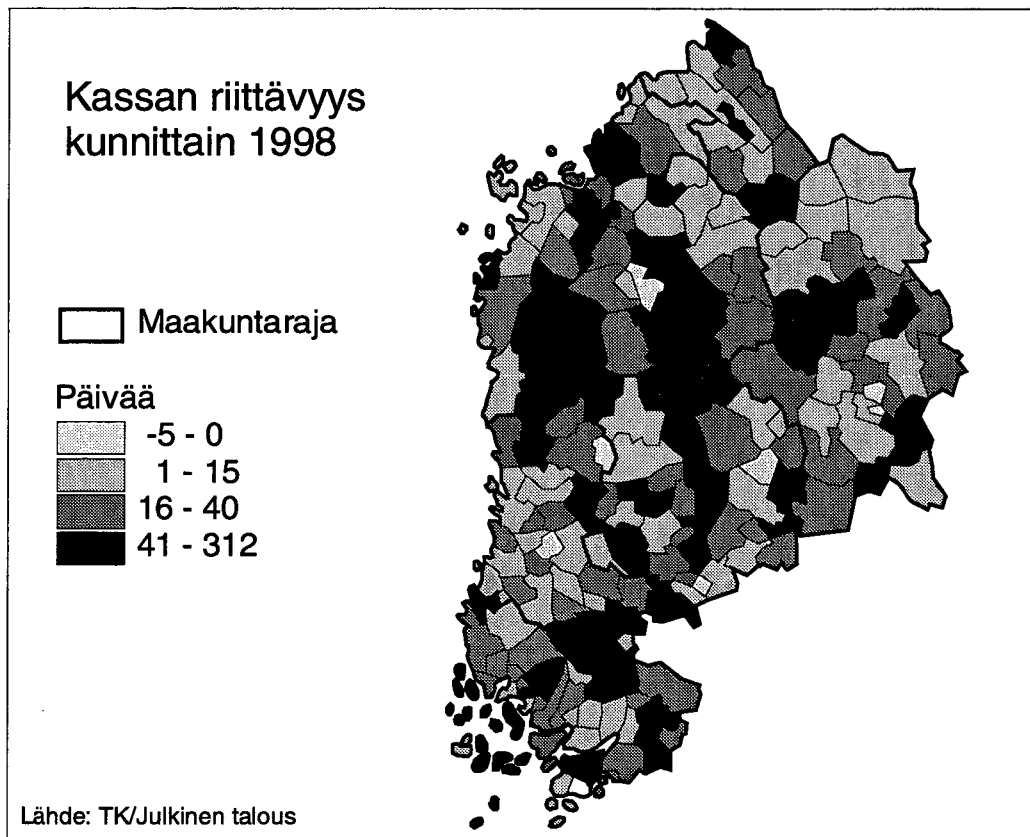 Kassan riittävyys
kunnittain 1998
Maakuntaraja
Päivää
-5 - 0
1 - 15
16 - 40
41 - 312
Lähde: TK/Julkinen talous